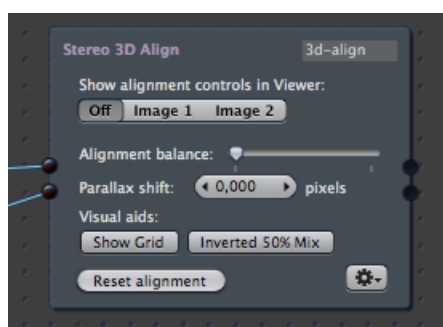 Stereo 3D Align 3d-align
Show alignment controls in Viewer:
Off Image 1 Image 2
Alignment balance:
Parallax shift: 0,000 pixels
Visual aids:
Show Grid Inverted 50% Mix
Reset alignment